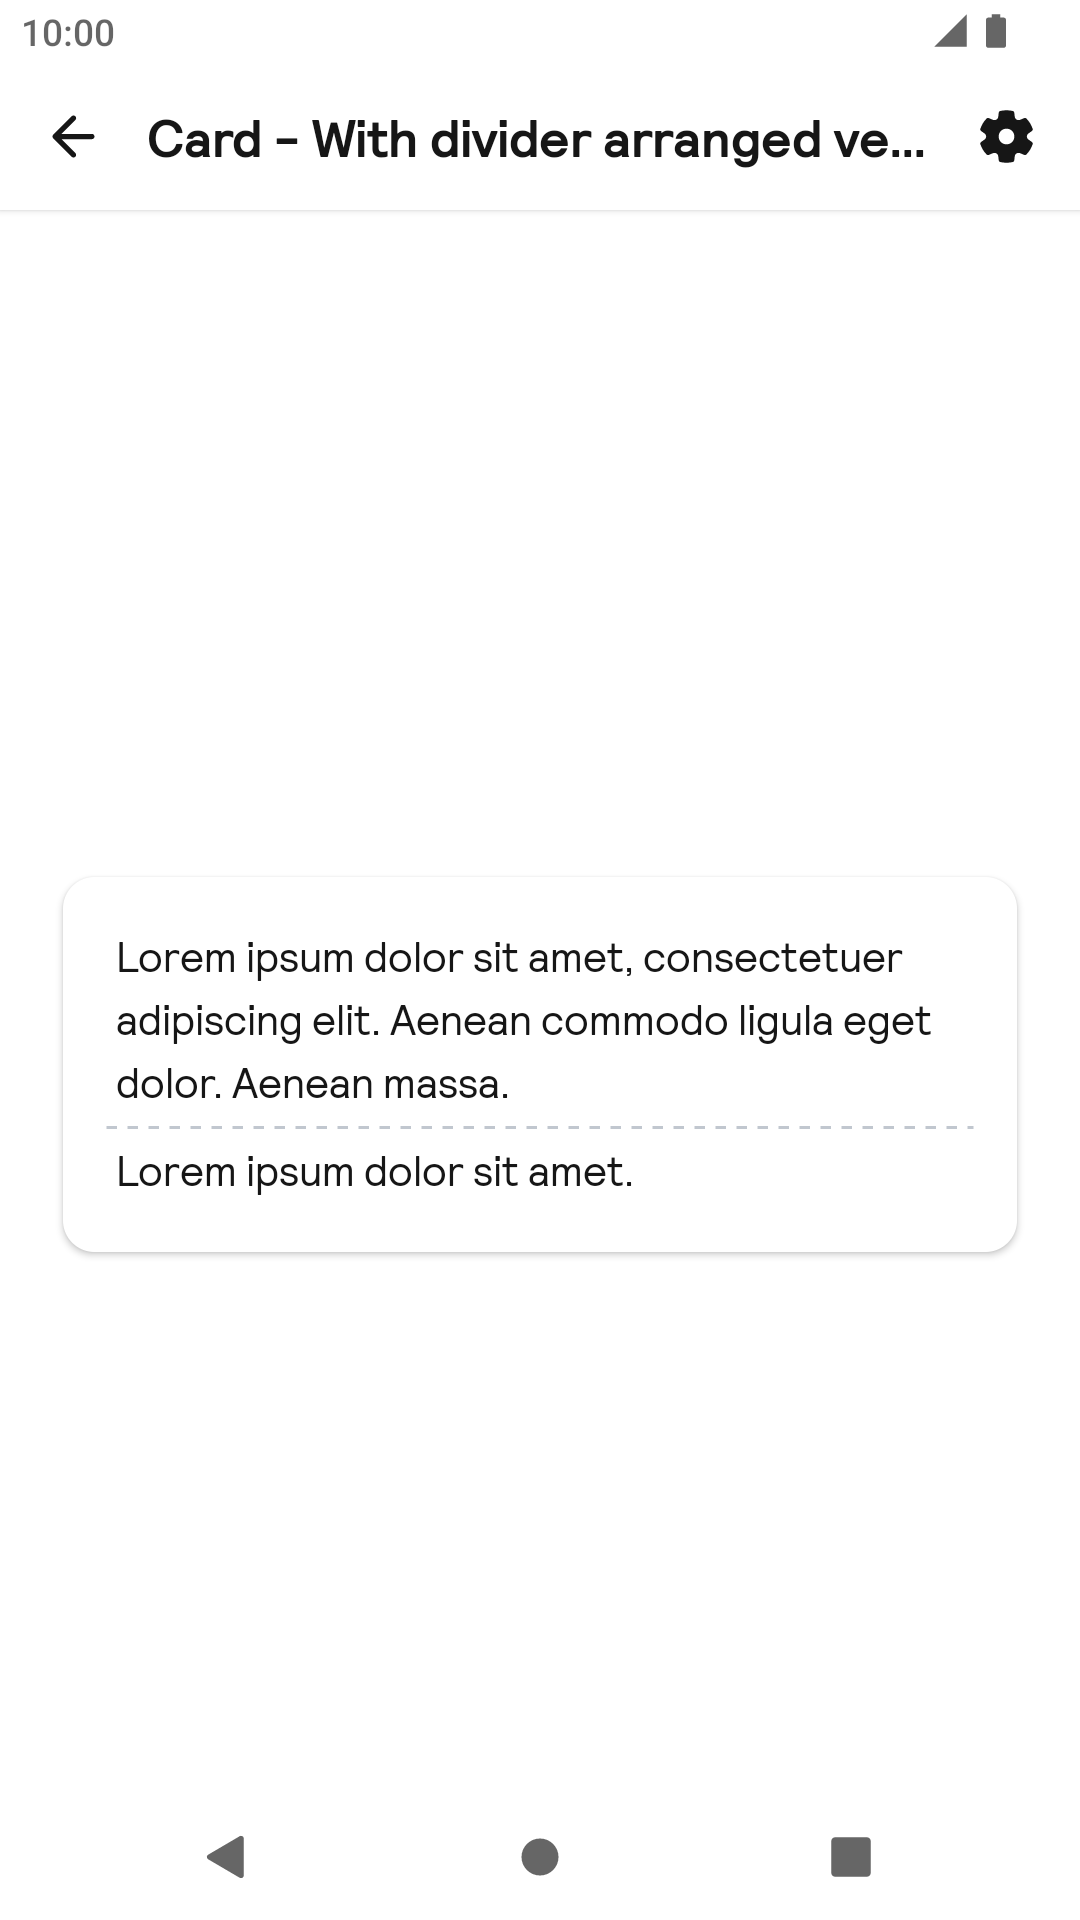 10:00
Card - With divider arranged ve...
Lorem ipsum dolor sit amet, consectetuer
adipiscing elit. Aenean commodo ligula eget
dolor. Aenean massa.
Lorem ipsum dolor sit amet.